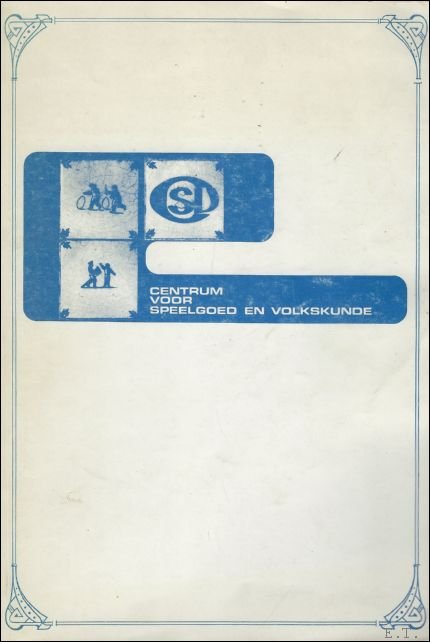 CENTRUM
VOOR
SPEELGOED EN VOLKSKUNDE
E.T.